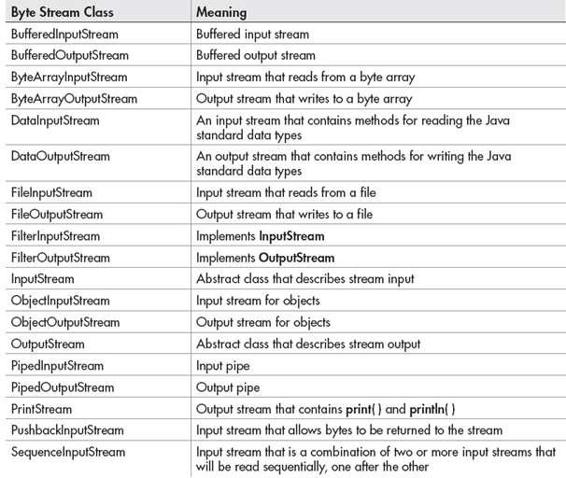 Byte Stream Class Meaning
BufferedInputStream Buffered input stream
BufferedOutputStream Buffered output stream
ByteArrayInputStream Input stream that reads from a byte array
ByteArrayOutputStream Output stream that writes to a byte array
DataInputStream An input stream that contains methods for reading the Java
standard data types
DataOutputStream An output stream that contains methods for writing the Java
standard data types
FileInputStream Input stream that reads from a file
FileOutputStream Output stream that writes to a file
FilterInputStream Implements InputStream
FilterOutputStream Implements OutputStream
InputStream Abstract class that describes stream input
ObjectInputStream Input stream for objects
ObjectOutputStream Output stream for objects
OutputStream Abstract class that describes stream output
PipedInputStream Input pipe
PipedOutputStream Output pipe
PrintStream Output stream that contains print( ) and println( )
PushbackInputStream Input stream that allows bytes to be returned to the stream
SequenceInputStream Input stream that is a combination of two or more input streams that
will be read sequentially, one after the other